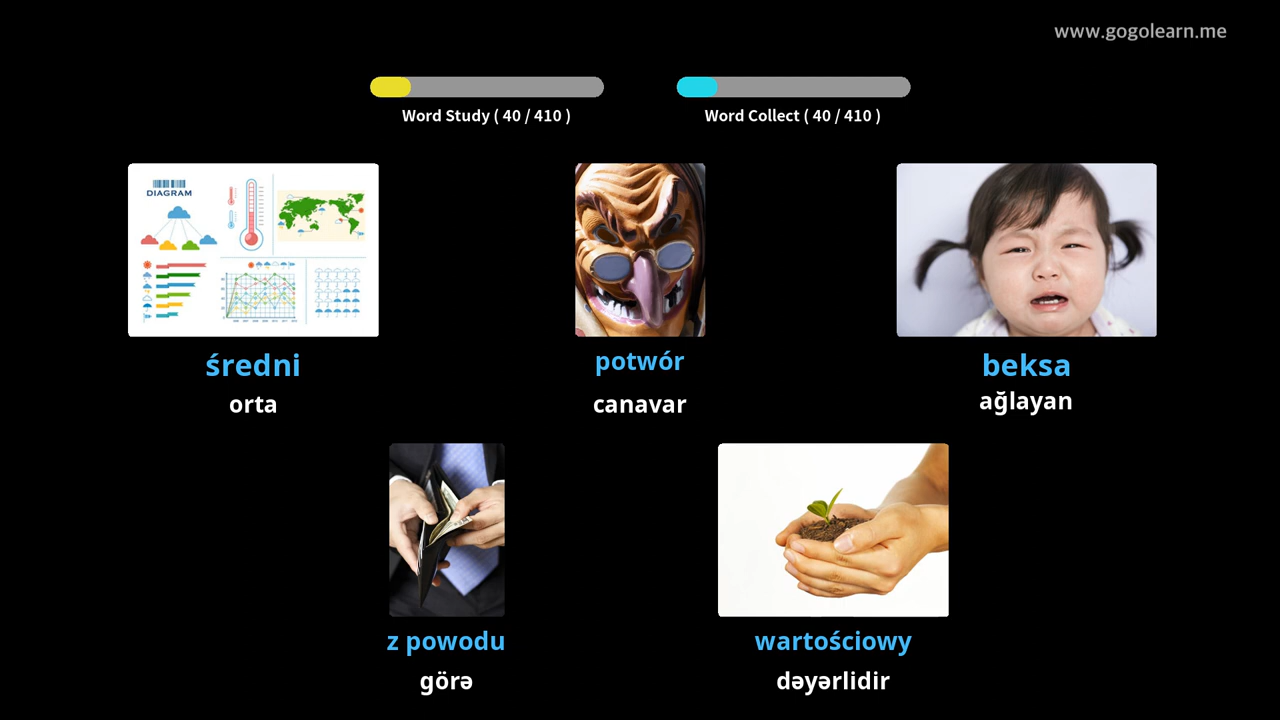 www.gogolearn.me
Word Study ( 40 / 410 )
Word Collect ( 40 / 410 )
DIAGRAM
średni
orta
potwór
canavar
beksa
ağlayan
z powodu
görə
wartościowy
dəyərlidir